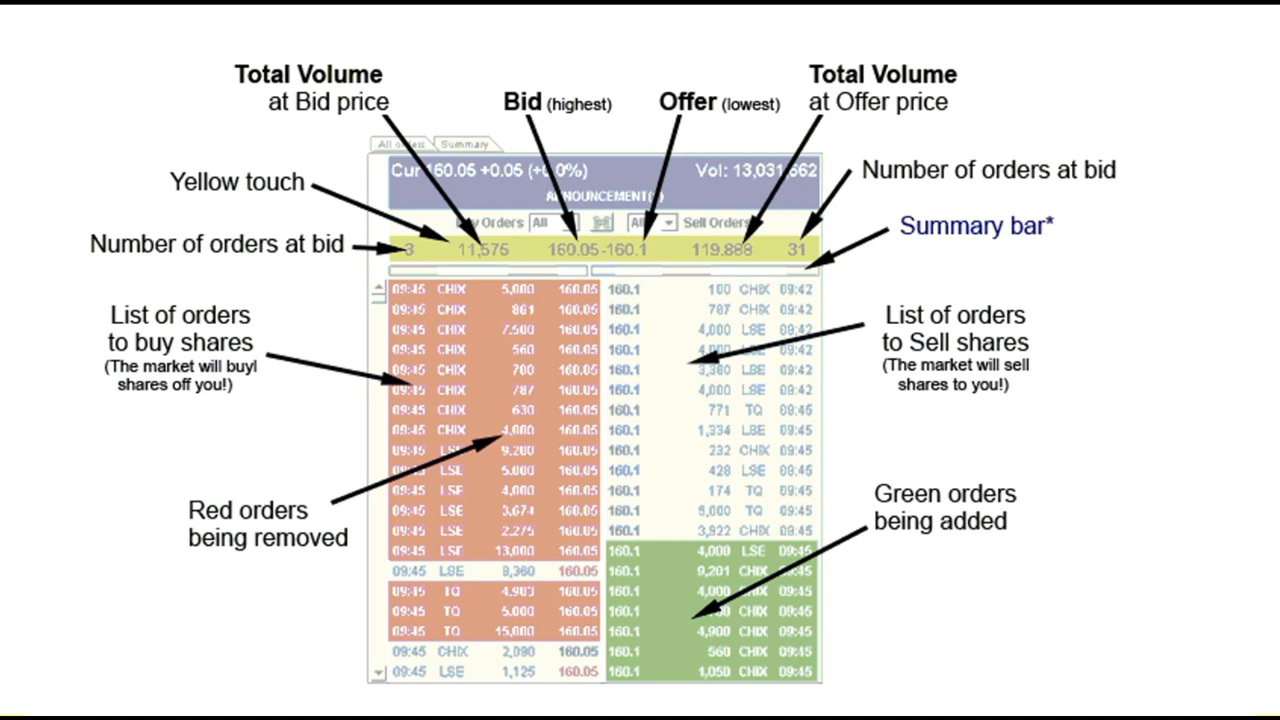 Total Volume
at Bid price
Bid (highest)
Offer (lowest)
Total Volume
at Offer price
Yellow touch
Number of orders at bid
List of orders
to buy shares
(The market will buyl
shares off you!)
Red orders
being removed
Number of orders at bid
Summary bar*
List of orders
to Sell shares
(The market will sell
shares to you!)
Green orders
being added
All orders Summary
Cur 160.05 +0.05 Vol:
Orders All Sell Orders
3 11,575 160.05-160.1 119.888 31
09:45 CHIX 5,000 160.05 160.1 100 CHIX 09:42
09:45 CHIX 861 160.05 160.1 787 CHIX 09:42
09:45 CHIX 7,500 160.05 160.1 4,000 LSE 09:42
09:45 CHIX 560 160.05 160.1 LSE 09:42
09:45 CHIX 700 160.05 160.1 LSE 09:42
09:45 CHIX 787 160.05 160.1 4,000 LSE 09:42
09:45 CHIX 630 160.05 160.1 771 TQ 09:45
09:45 CHIX 4,000 160.05 160.1 1,334 LSE 09:45
09:45 LSE 9,200 160.05 160.1 232 CHIX 09:45
09:45 LSE 5,000 160.05 160.1 428 LSE 09:45
09:45 LSE 4,000 160.05 160.1 174 TQ 09:45
09:45 LSE 3,674 160.05 160.1 5,000 TQ 09:45
09:45 LSE 2,275 160.05 160.1 3,922 CHIX 09:45
09:45 LSE 13,000 160.05 160.1 4,000 LSE 09:45
09:45 LSE 160.05 160.1 9,201 CHIX 09:45
09:45 TQ 160.05 160.1 4,000 CHIX 09:45
09:45 TQ 5,000 160.05 160.1 CHIX 09:45
09:45 TQ 15,000 160.05 160.1 4,900 CHIX 09:45
09:45 CHIX 2,090 160.05 160.1 560 CHIX 09:45
09:45 LSE 1,125 160.05 160.1 1,050 CHIX 09:45